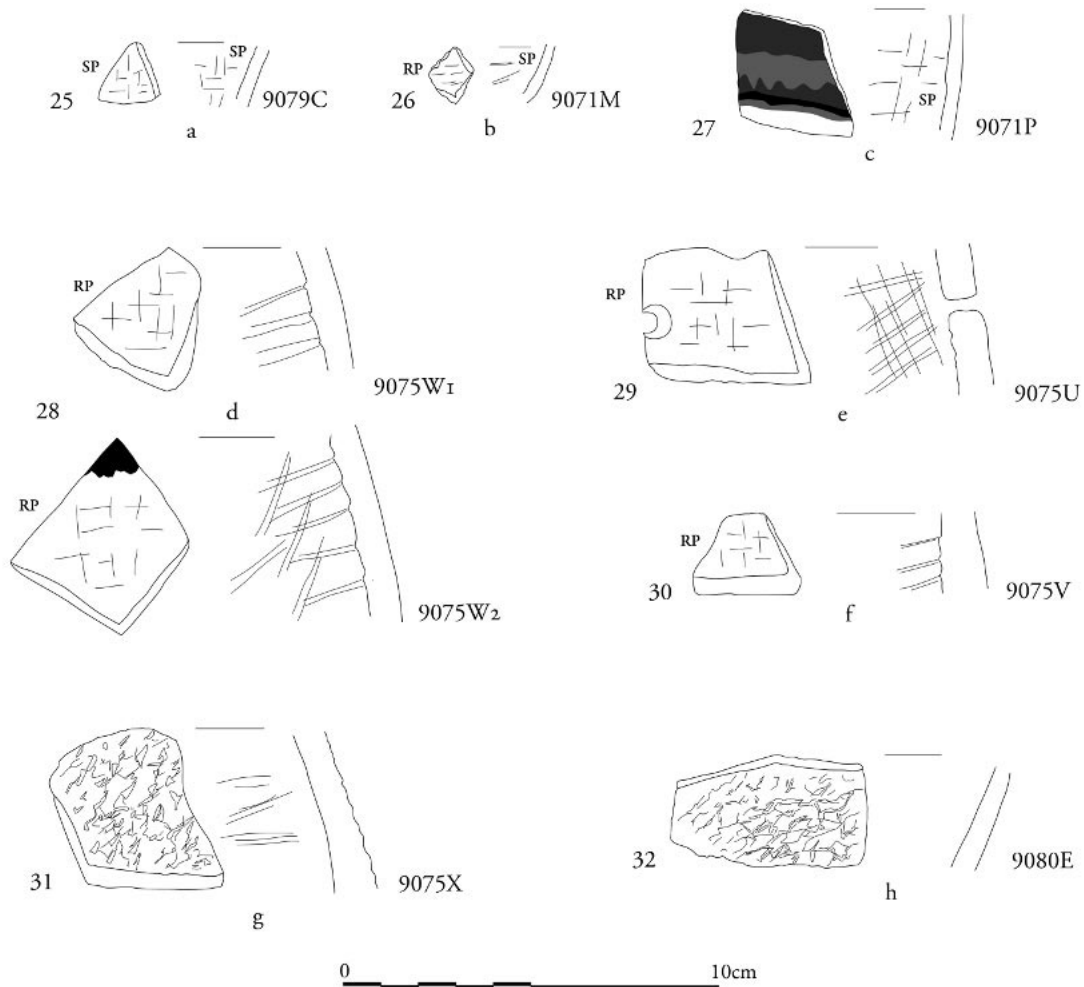 SP SP
25 9079C
a
RP SP
26 9071M
b
SP
27 9071P
c
RP
9075W1
28 d
RP
9075W2
RP
29 9075U
e
RP
30 9075V
f
31 9075X
g
32 9080E
h
0 10cm